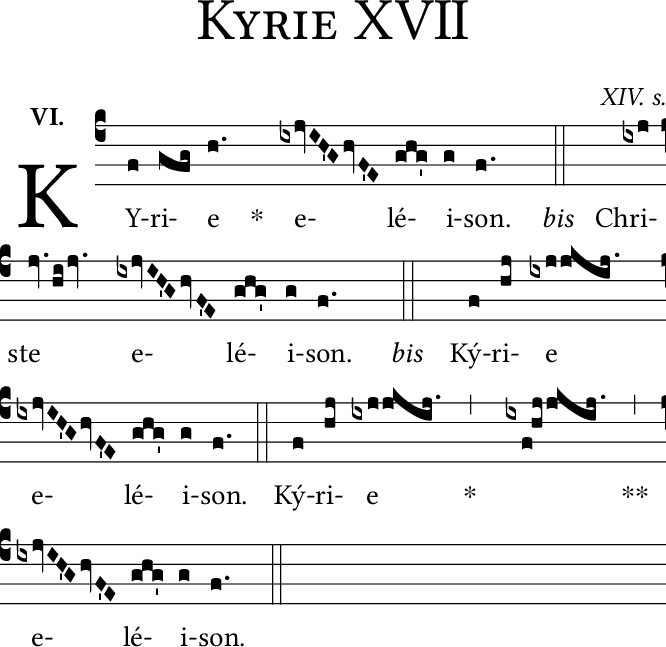 KYRIE XVII
VI.
XIV. s.
KY-ri- e * e- lé- i-son. bis Chri-
ste e- lé- i-son. bis Ký-ri- e
e- lé- i-son. Ký-ri- e * **
e- lé- i-son.